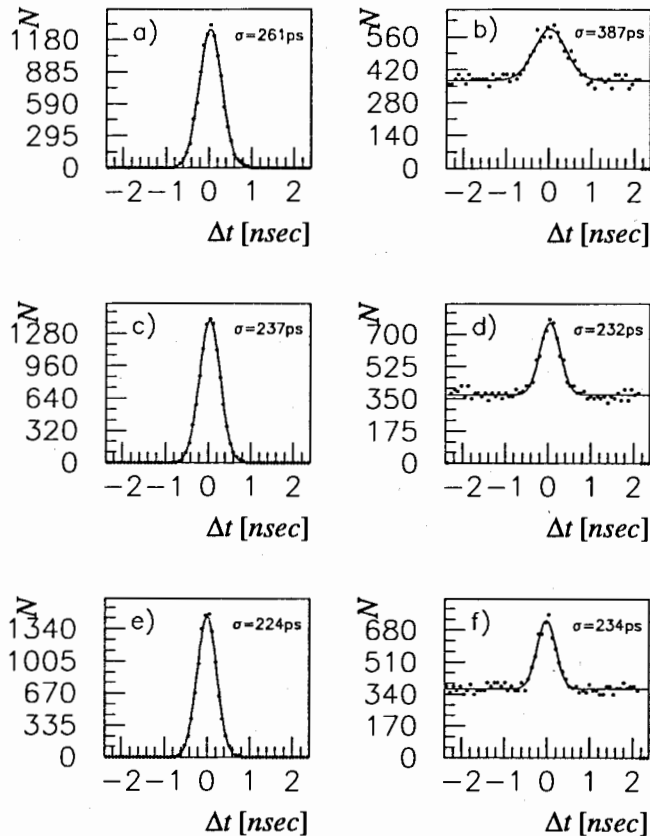 N
a)
σ=261ps
1180
885
590
295
0
−2 −1 0 1 2
Δt [nsec]
N
b)
σ=387ps
560
420
280
140
0
−2 −1 0 1 2
Δt [nsec]
N
c)
σ=237ps
1280
960
640
320
0
−2 −1 0 1 2
Δt [nsec]
N
d)
σ=232ps
700
525
350
175
0
−2 −1 0 1 2
Δt [nsec]
N
e)
σ=224ps
1340
1005
670
335
0
−2 −1 0 1 2
Δt [nsec]
N
f)
σ=234ps
680
510
340
170
0
−2 −1 0 1 2
Δt [nsec]